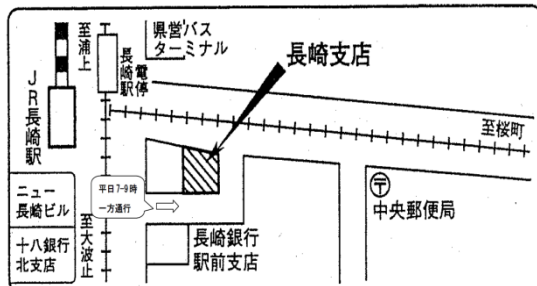 至浦上
長崎駅
電停
県営バス
ターミナル
長崎支店
JR長崎駅
至桜町
平日7-9時
一方通行
ニュー
長崎ビル
至大波止
〒
中央郵便局
十八銀行
北支店
長崎銀行
駅前支店